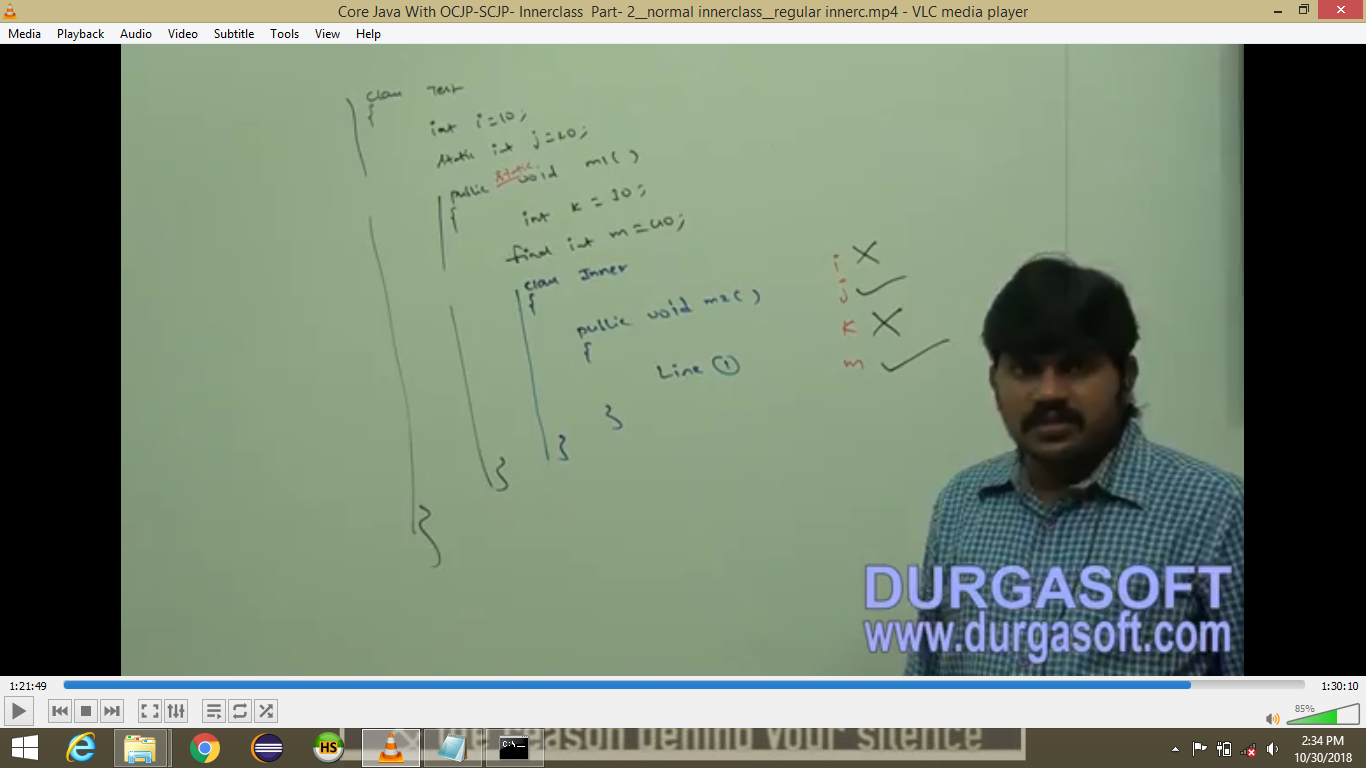 Core Java With OCJP-SCJP- Innerclass Part- 2__normal innerclass__regular innerc.mp4 - VLC media player
Media Playback Audio Video Subtitle Tools View Help
class Test
{
int i=10;
static int j=20;
public static void m1( )
{
int k = 30;
final int m=40;
class Inner
{
public void m2( )
{
Line 1
}
}
}
}
i X
j ✓
k X
m ✓
DURGASOFT
www.durgasoft.com
1:21:49
1:30:10
85%
HS
C:\_
reason behind your silence
2:34 PM
10/30/2018